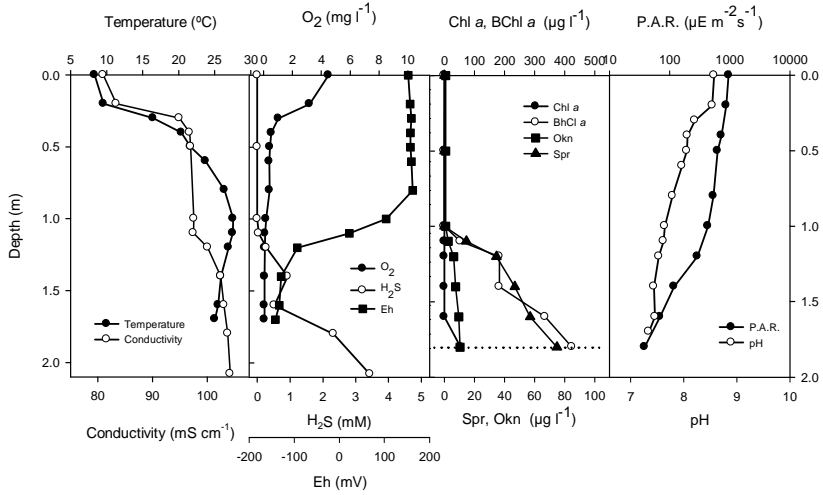 Temperature (ºC)
O2 (mg l-1)
Chl a, BChl a (µg l-1)
P.A.R. (µE m-2s-1)
5 10 15 20 25 30
0 2 4 6 8 10
0 100 200 300 400 500
10 100 1000 10000
0.0
0.5
1.0
1.5
2.0
Depth (m)
Temperature
Conductivity
O2
H2S
Eh
Chl a
BhCl a
Okn
Spr
P.A.R.
pH
0.0
0.5
1.0
1.5
2.0
80 90 100
0 1 2 3 4 5
0 20 40 60 80 100
6 7 8 9 10
Conductivity (mS cm-1)
H2S (mM)
Spr, Okn (µg l-1)
pH
-200 -100 0 100 200
Eh (mV)